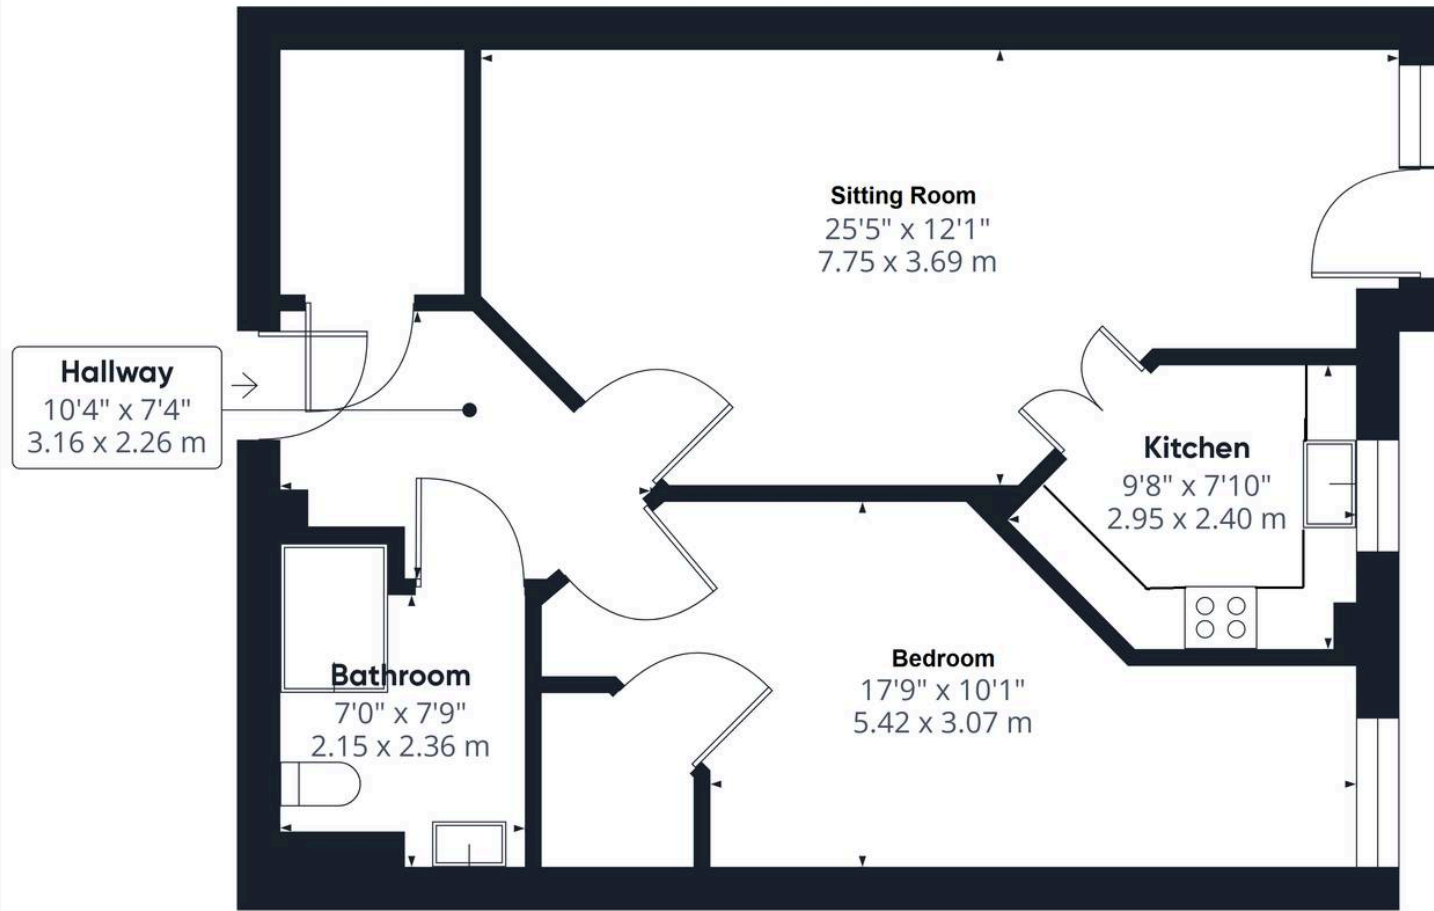 Sitting Room
25'5" x 12'1"
7.75 x 3.69 m
Hallway
10'4" x 7'4"
3.16 x 2.26 m
Kitchen
9'8" x 7'10"
2.95 x 2.40 m
Bathroom
7'0" x 7'9"
2.15 x 2.36 m
Bedroom
17'9" x 10'1"
5.42 x 3.07 m